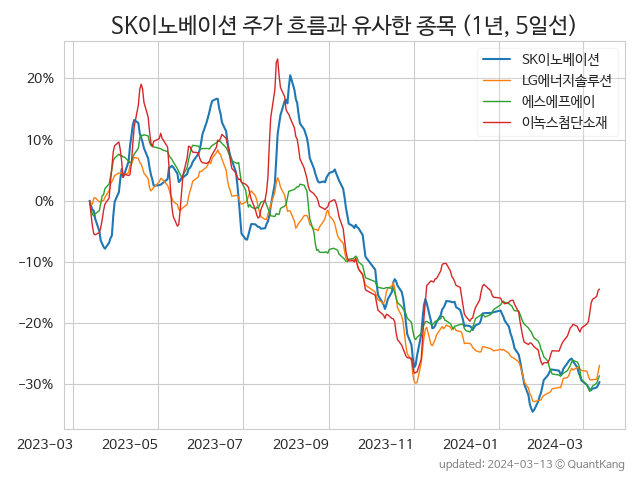 SK이노베이션 주가 흐름과 유사한 종목 (1년, 5일선)
SK이노베이션
LG에너지솔루션
에스에프에이
이녹스첨단소재
20%
10%
0%
−10%
−20%
−30%
2023-03
2023-05
2023-07
2023-09
2023-11
2024-01
2024-03
updated: 2024-03-13 © QuantKang